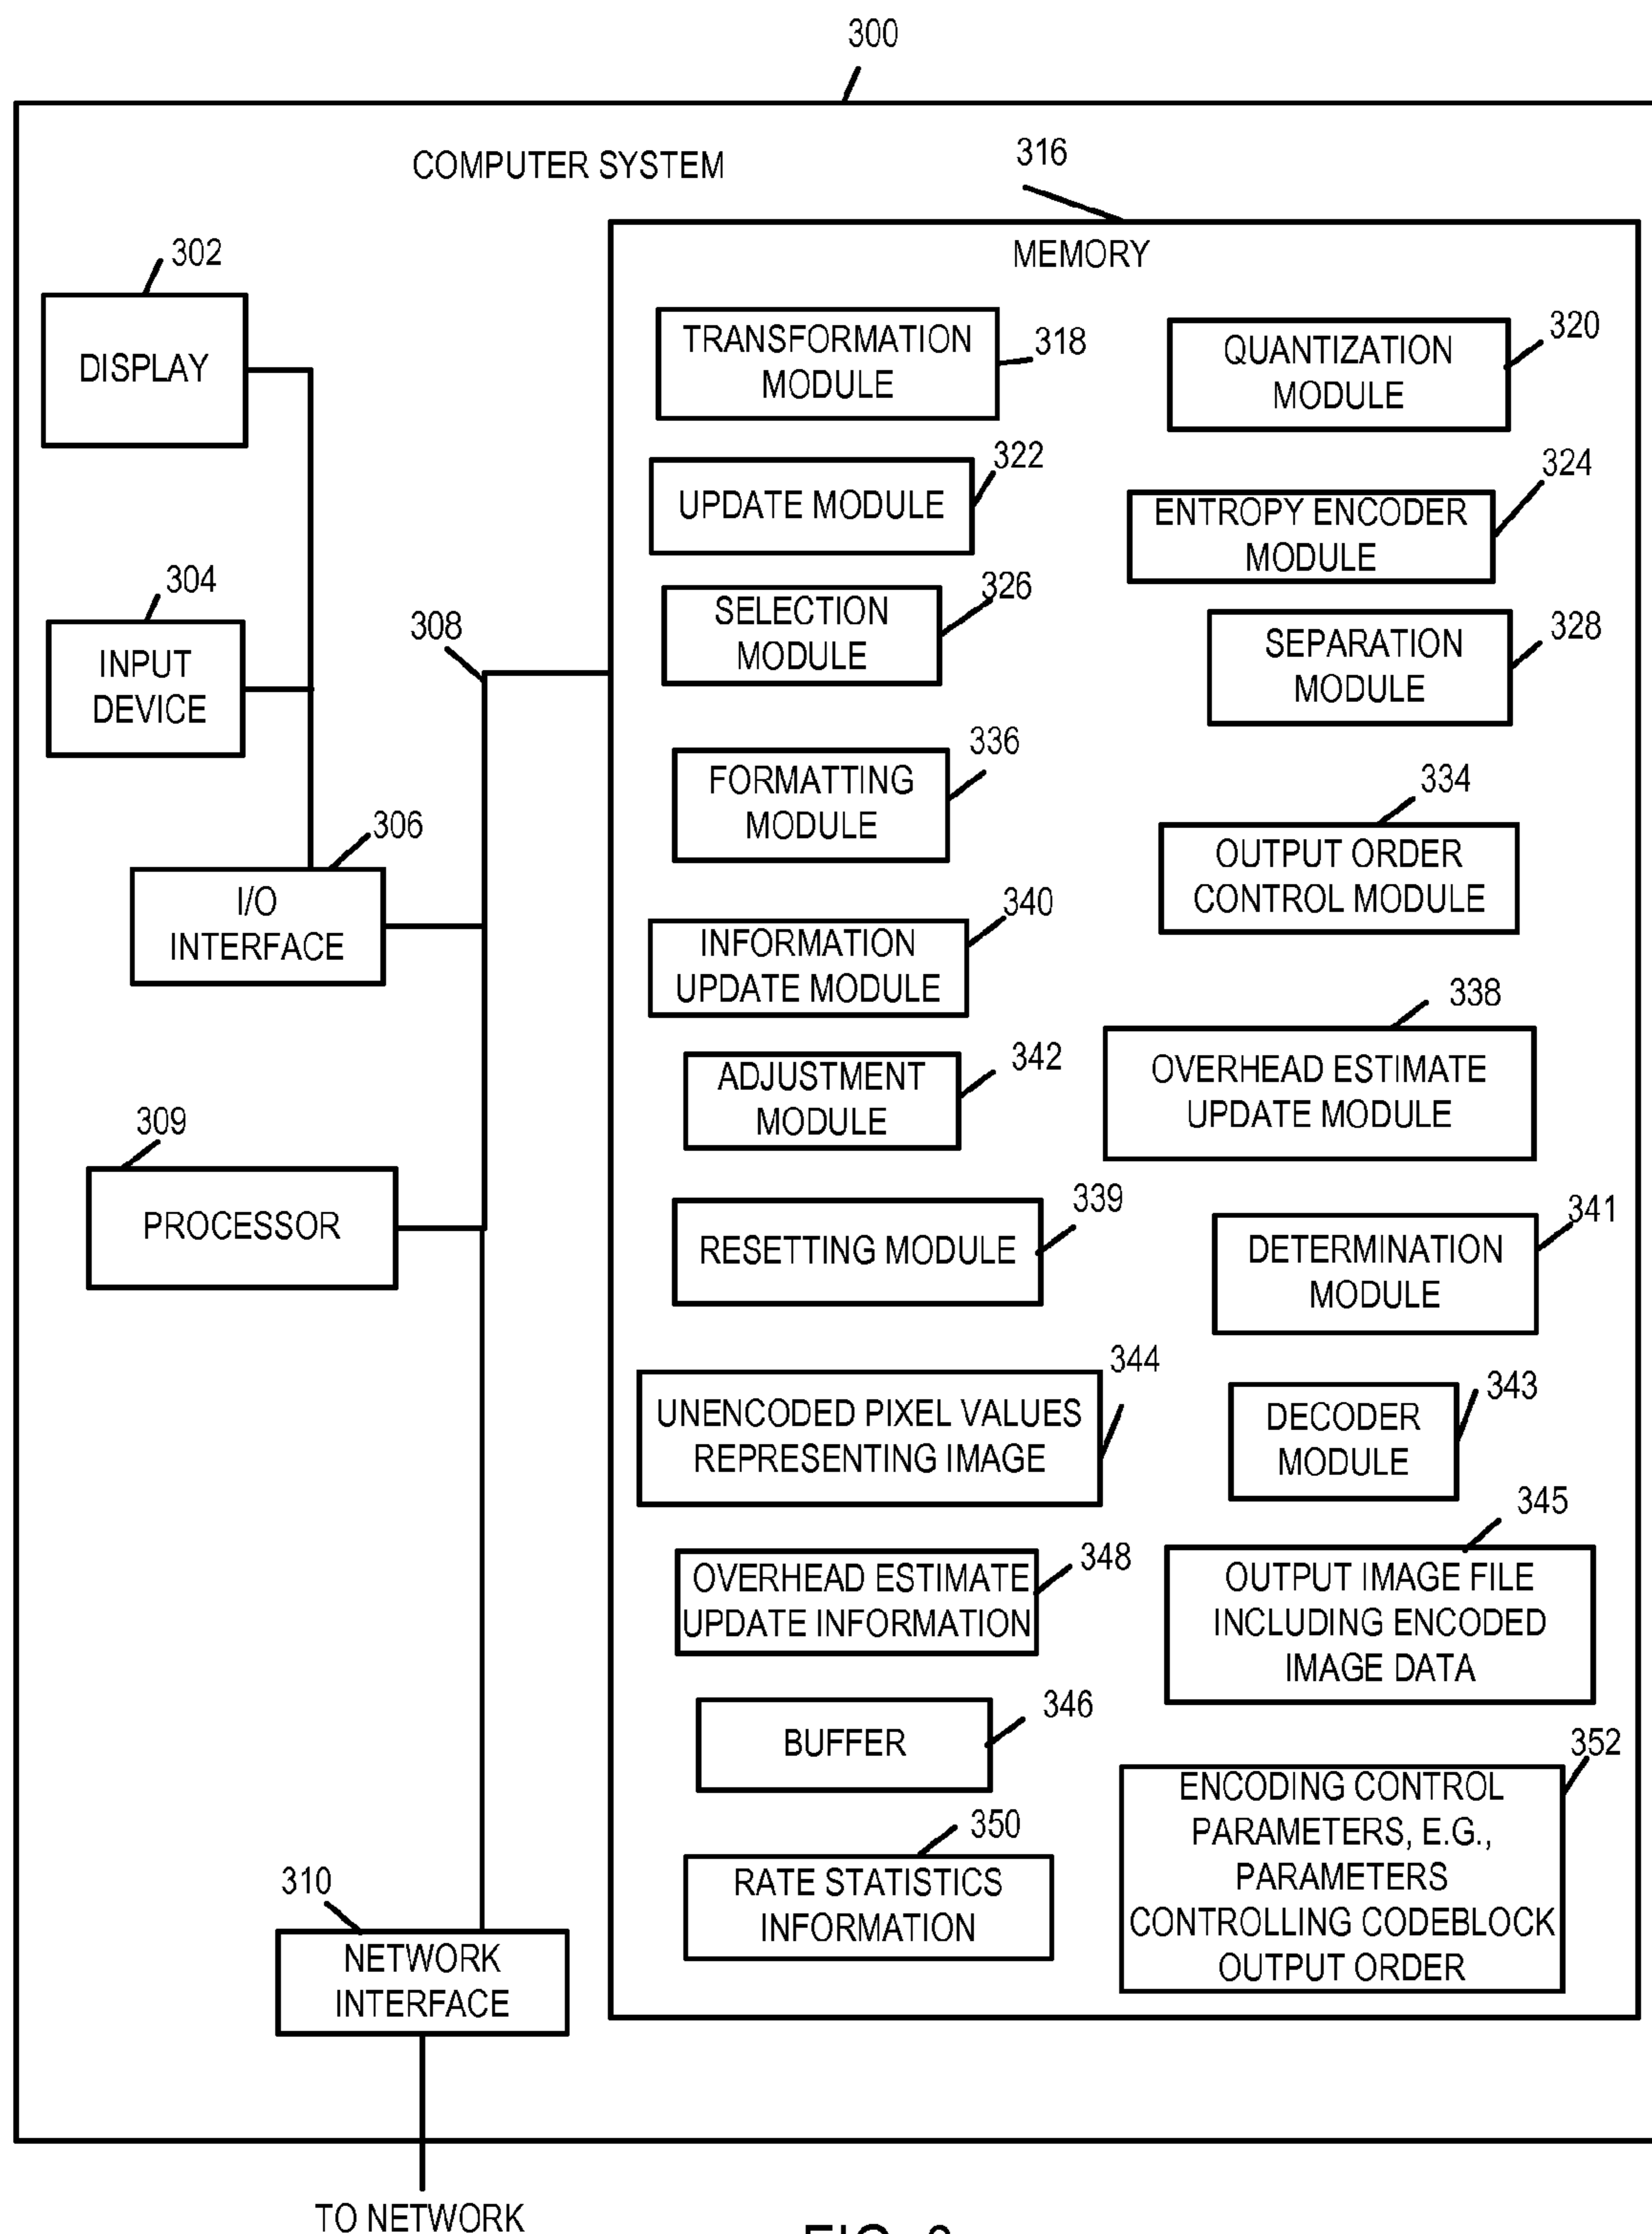 300
COMPUTER SYSTEM
316
MEMORY
302
DISPLAY
304
INPUT
DEVICE
308
306
I/O
INTERFACE
309
PROCESSOR
310
NETWORK
INTERFACE
TO NETWORK
TRANSFORMATION
MODULE
318
QUANTIZATION
MODULE
320
UPDATE MODULE
322
ENTROPY ENCODER
MODULE
324
SELECTION
MODULE
326
SEPARATION
MODULE
328
FORMATTING
MODULE
336
OUTPUT ORDER
CONTROL MODULE
334
INFORMATION
UPDATE MODULE
340
OVERHEAD ESTIMATE
UPDATE MODULE
338
ADJUSTMENT
MODULE
342
RESETTING MODULE
339
DETERMINATION
MODULE
341
UNENCODED PIXEL VALUES
REPRESENTING IMAGE
344
DECODER
MODULE
343
OVERHEAD ESTIMATE
UPDATE INFORMATION
348
OUTPUT IMAGE FILE
INCLUDING ENCODED
IMAGE DATA
345
BUFFER
346
ENCODING CONTROL
PARAMETERS, E.G.,
PARAMETERS
CONTROLLING CODEBLOCK
OUTPUT ORDER
352
RATE STATISTICS
INFORMATION
350
FIG.